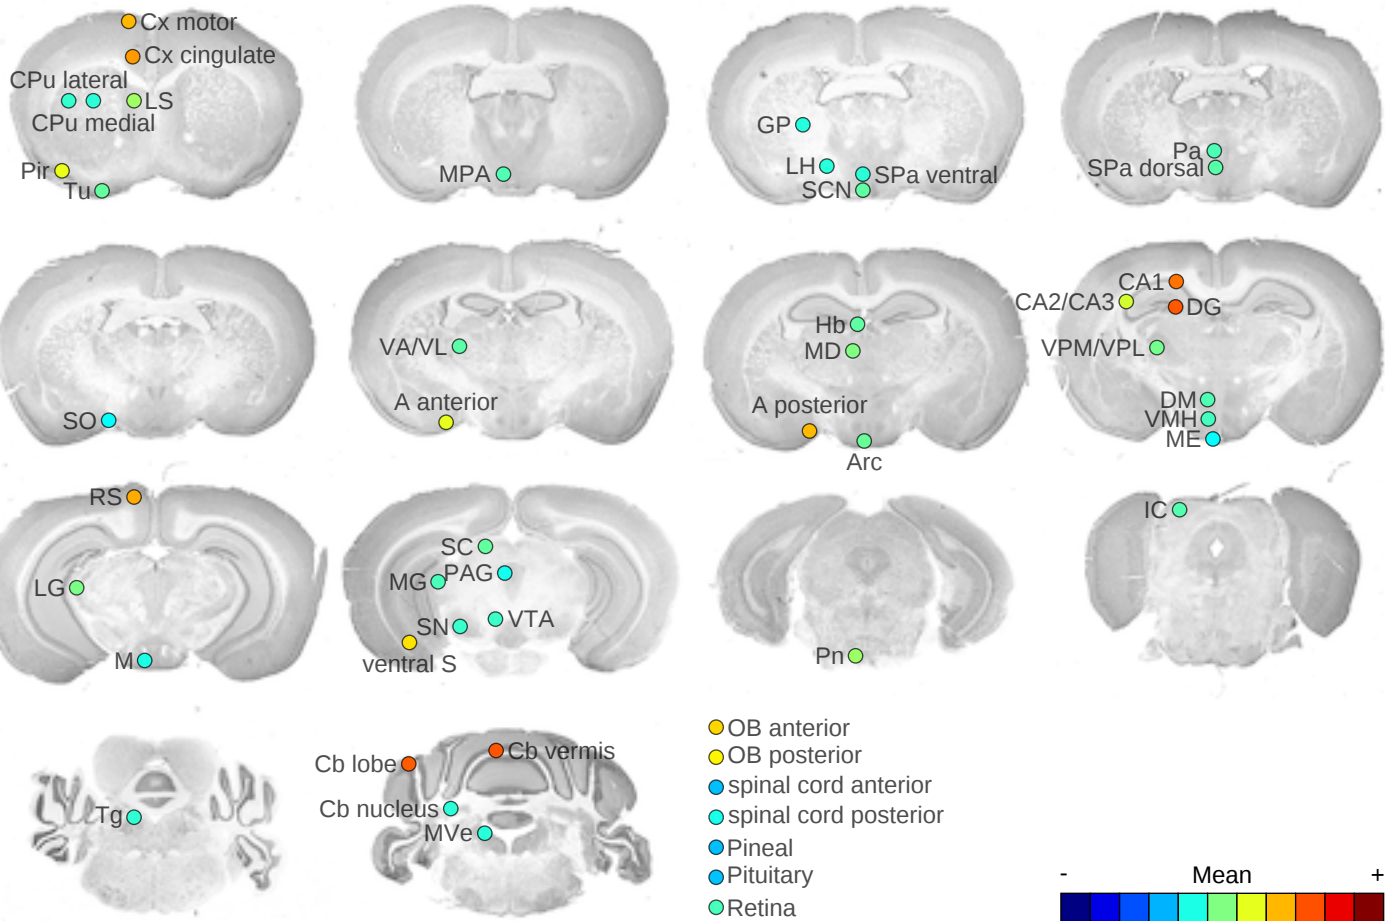 Cx motor
Cx cingulate
CPu lateral
LS
CPu medial
Pir
Tu
MPA
GP
LH
SPa ventral
SCN
Pa
SPa dorsal
SO
VA/VL
A anterior
Hb
MD
A posterior
Arc
CA1
CA2/CA3
DG
VPM/VPL
DM
VMH
ME
RS
LG
M
SC
MG
PAG
SN
VTA
ventral S
Pn
IC
Tg
Cb lobe
Cb vermis
Cb nucleus
MVe
OB anterior
OB posterior
spinal cord anterior
spinal cord posterior
Pineal
Pituitary
Retina
- Mean +